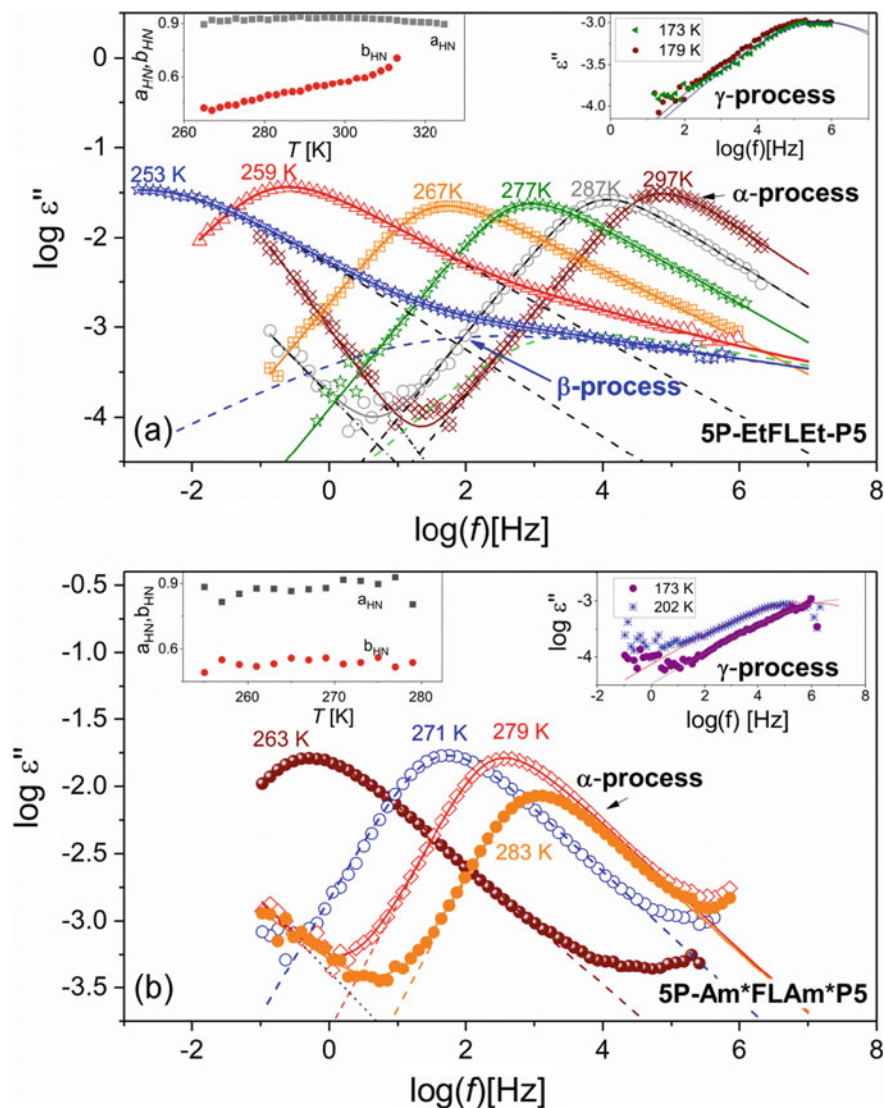 0.9
0.6
a_HN, b_HN
b_HN
a_HN
260 280 300 320
T [K]
ε"
-3.0
-3.5
-4.0
173 K
179 K
γ-process
0 2 4 6
log(f)[Hz]
0
-1
-2
-3
-4
log ε"
253 K
259 K
267K
277K
287K
297K
α-process
β-process
(a)
5P-EtFLEt-P5
-2 0 2 4 6
log(f)[Hz]
0.9
0.6
a_HN, b_HN
a_HN
b_HN
260 270 280
T [K]
log ε"
-3
-4
173 K
202 K
γ-process
-2 0 2 4 6
log(f) [Hz]
-0.5
-1.0
-1.5
-2.0
-2.5
-3.0
-3.5
log ε"
263 K
271 K
279 K
α-process
283 K
(b)
5P-Am*FLAm*P5
-2 0 2 4 6
log(f)[Hz]